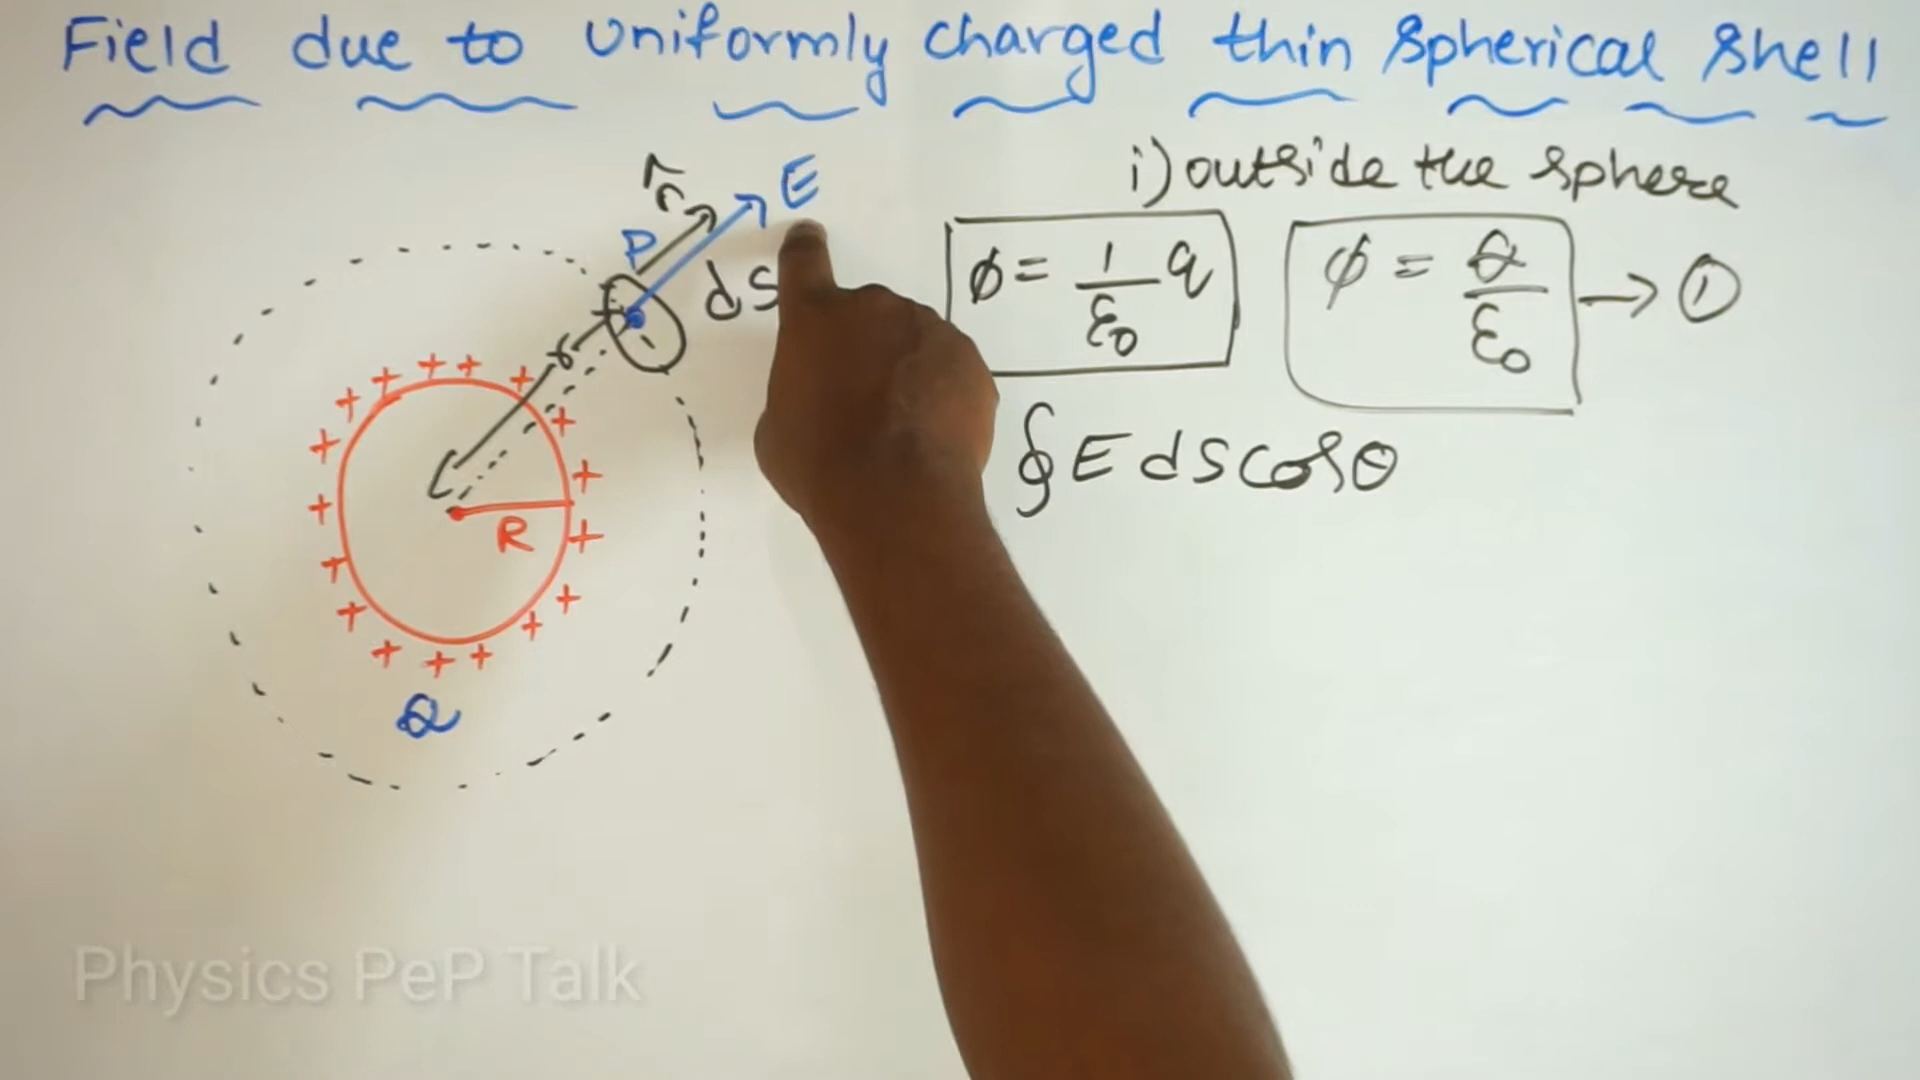 Field due to uniformly charged thin spherical shell
i) outside the sphere
r̂
E
P
dS
r
R
Q
φ = 1/ε₀ q
φ = Q/ε₀ → ①
∮ E dS cosθ
Physics PeP Talk